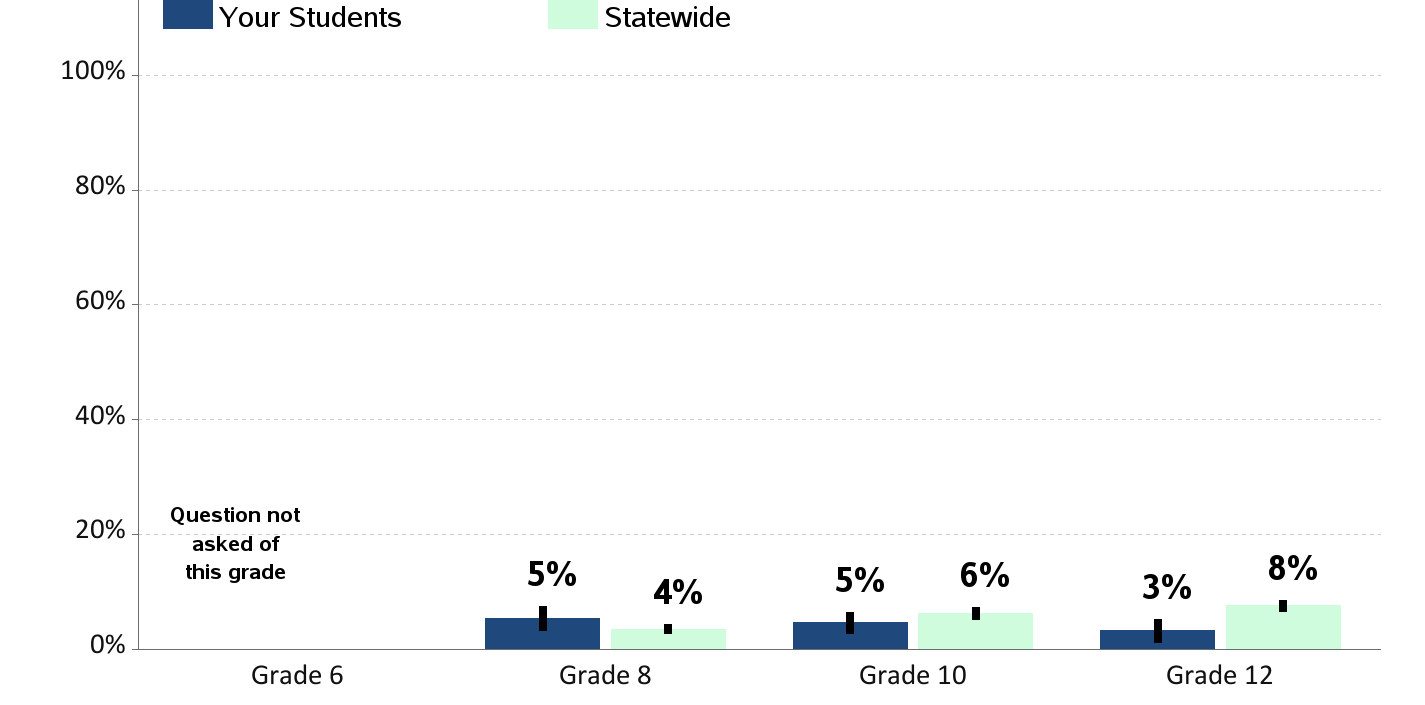 Your Students
Statewide
100%
80%
60%
40%
20%
0%
Question not
asked of
this grade
5%
4%
5%
6%
3%
8%
Grade 6
Grade 8
Grade 10
Grade 12